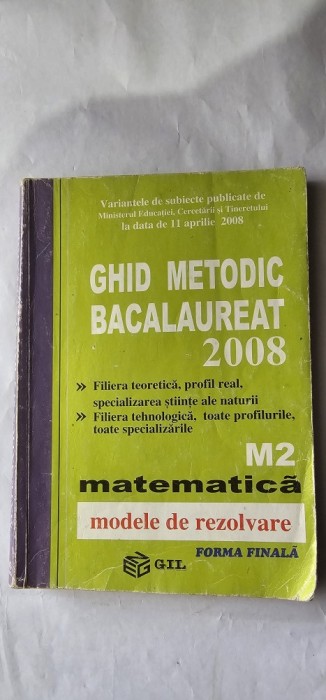 Variantele de subiecte publicate de
Ministerul Educației, Cercetării și Tineretului
la data de 11 aprilie 2008
GHID METODIC
BACALAUREAT
2008
» Filiera teoretică, profil real,
specializarea științe ale naturii
» Filiera tehnologică, toate profilurile,
toate specializările
M2
matematică
modele de rezolvare
FORMA FINALĂ
GIL